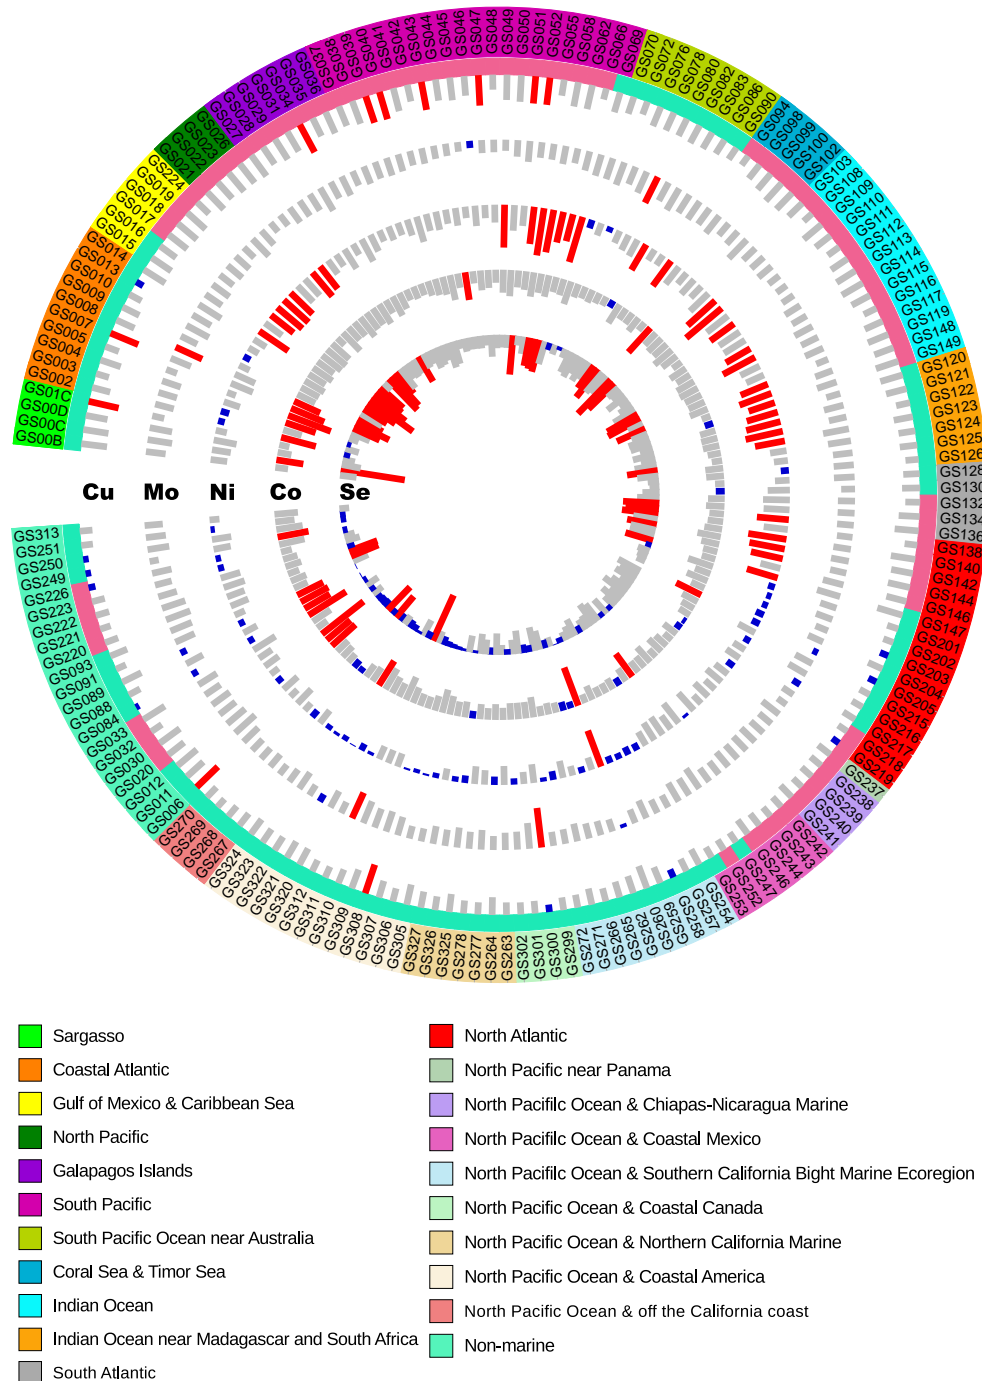 GS00B
GS00C
GS00D
GS01C
GS002
GS003
GS004
GS005
GS007
GS008
GS009
GS010
GS013
GS014
GS015
GS016
GS017
GS018
GS019
GS224
GS021
GS022
GS023
GS026
GS027
GS028
GS029
GS031
GS034
GS035
GS036
GS037
GS038
GS039
GS040
GS041
GS042
GS043
GS044
GS045
GS046
GS047
GS048
GS049
GS050
GS051
GS052
GS055
GS058
GS062
GS066
GS069
GS070
GS072
GS076
GS078
GS080
GS082
GS083
GS086
GS090
GS094
GS098
GS099
GS100
GS102
GS103
GS108
GS109
GS110
GS111
GS112
GS113
GS114
GS115
GS116
GS117
GS119
GS148
GS149
GS120
GS121
GS122
GS123
GS124
GS125
GS126
GS128
GS130
GS132
GS134
GS136
GS138
GS140
GS142
GS144
GS146
GS147
GS201
GS202
GS203
GS204
GS205
GS215
GS216
GS217
GS218
GS219
GS237
GS238
GS239
GS240
GS241
GS242
GS243
GS244
GS246
GS247
GS252
GS253
GS254
GS257
GS258
GS259
GS260
GS262
GS265
GS296
GS271
GS272
GS299
GS300
GS301
GS302
GS263
GS264
GS277
GS278
GS325
GS326
GS327
GS305
GS306
GS307
GS308
GS309
GS310
GS311
GS312
GS320
GS321
GS322
GS323
GS324
GS267
GS268
GS269
GS270
GS006
GS011
GS012
GS020
GS030
GS032
GS033
GS084
GS088
GS089
GS091
GS093
GS220
GS221
GS222
GS223
GS226
GS249
GS250
GS251
GS313
Cu Mo Ni Co Se
Sargasso
Coastal Atlantic
Gulf of Mexico & Caribbean Sea
North Pacific
Galapagos Islands
South Pacific
South Pacific Ocean near Australia
Coral Sea & Timor Sea
Indian Ocean
Indian Ocean near Madagascar and South Africa
South Atlantic
North Atlantic
North Pacific near Panama
North Pacifilc Ocean & Chiapas-Nicaragua Marine
North Pacifilc Ocean & Coastal Mexico
North Pacifilc Ocean & Southern California Bight Marine Ecoregion
North Pacific Ocean & Coastal Canada
North Pacific Ocean & Northern California Marine
North Pacific Ocean & Coastal America
North Pacific Ocean & off the California coast
Non-marine